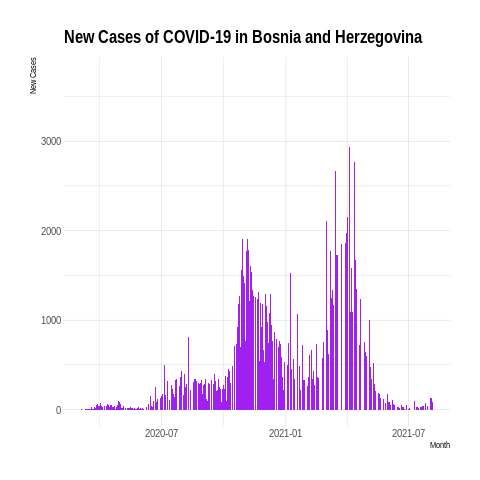 New Cases of COVID-19 in Bosnia and Herzegovina
New Cases
3000
2000
1000
0
2020-07 2021-01 2021-07
Month